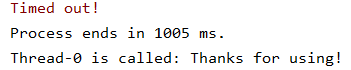 Timed out!
Process ends in 1005 ms.
Thread-0 is called: Thanks for using!